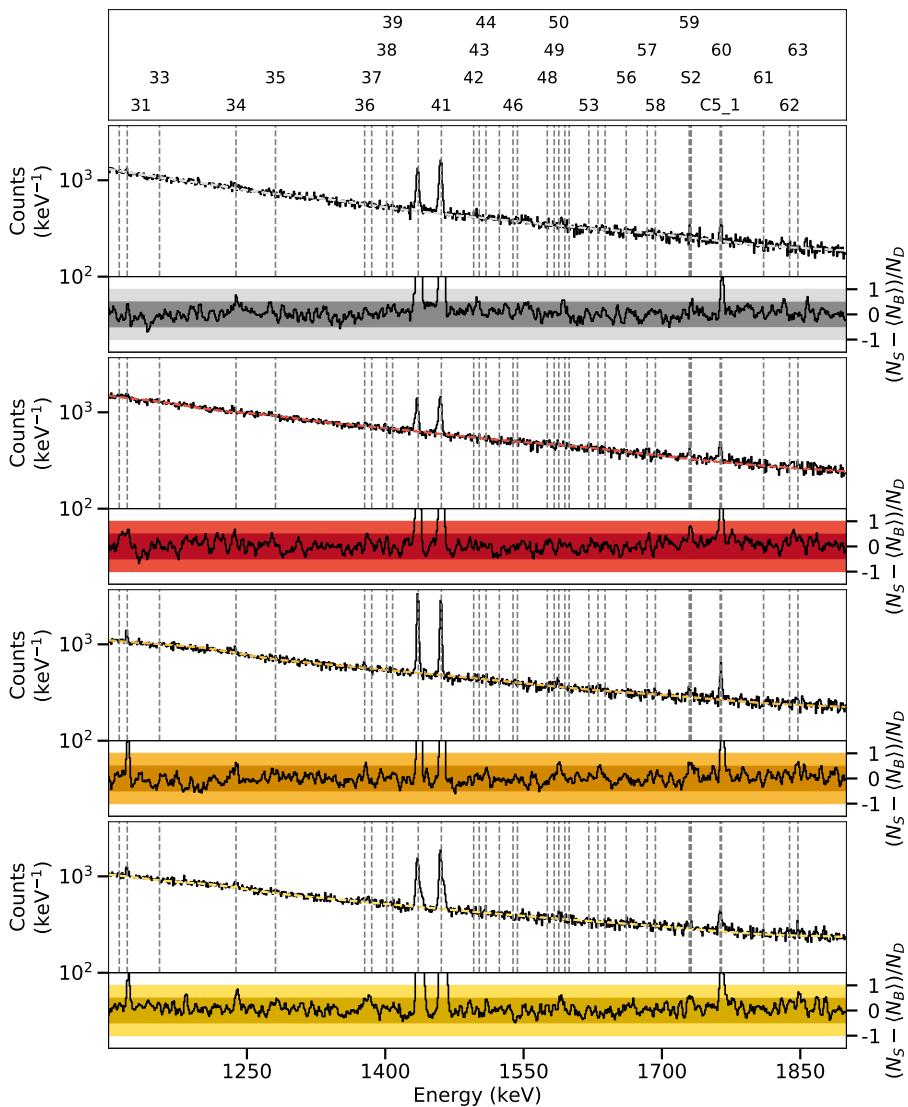 39 44 50 59
38 43 49 57 60 63
33 35 37 42 48 56 S2 61
31 34 36 41 46 53 58 C5_1 62
Counts
(keV⁻¹)
10³
10²
1
0
-1
(N_S − ⟨N_B⟩)/N_D
Counts
(keV⁻¹)
10³
10²
1
0
-1
(N_S − ⟨N_B⟩)/N_D
Counts
(keV⁻¹)
10³
10²
1
0
-1
(N_S − ⟨N_B⟩)/N_D
Counts
(keV⁻¹)
10³
10²
1
0
-1
(N_S − ⟨N_B⟩)/N_D
1250 1400 1550 1700 1850
Energy (keV)